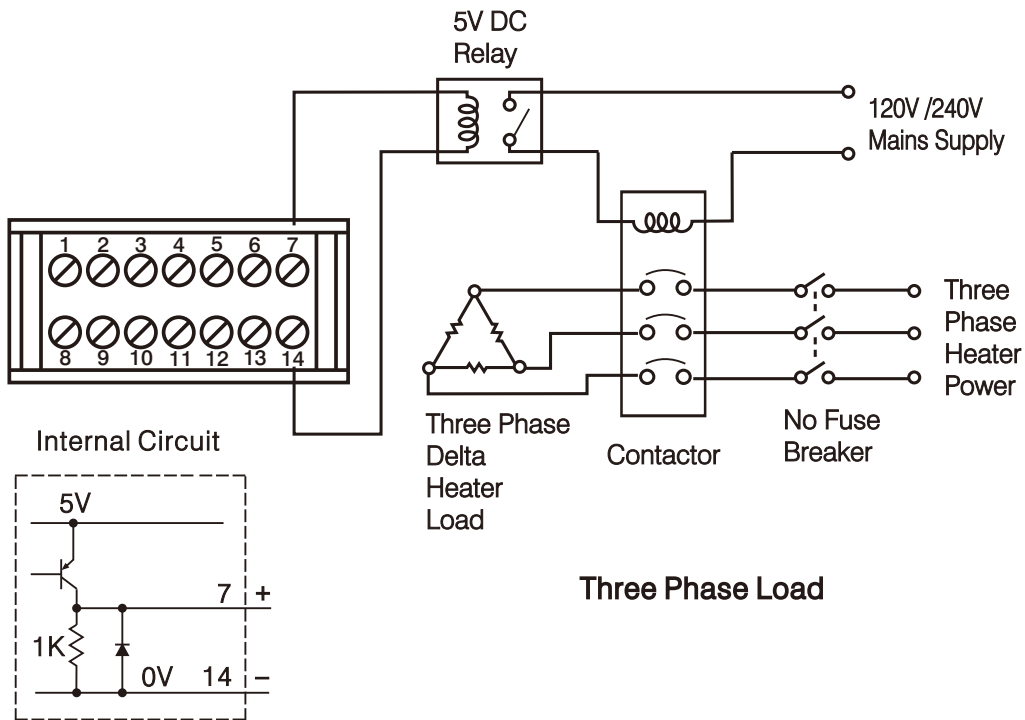 5V DC
Relay
120V /240V
Mains Supply
1 2 3 4 5 6 7
8 9 10 11 12 13 14
Three
Phase
Heater
Power
Three Phase
Delta
Heater
Load
Contactor
No Fuse
Breaker
Internal Circuit
5V
7 +
1K
0V 14 −
Three Phase Load